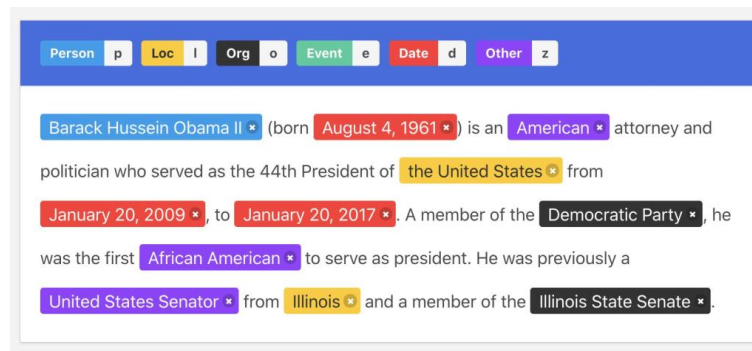 Person p Loc l Org o Event e Date d Other z
Barack Hussein Obama II (born August 4, 1961) is an American attorney and
politician who served as the 44th President of the United States from
January 20, 2009, to January 20, 2017. A member of the Democratic Party, he
was the first African American to serve as president. He was previously a
United States Senator from Illinois and a member of the Illinois State Senate.